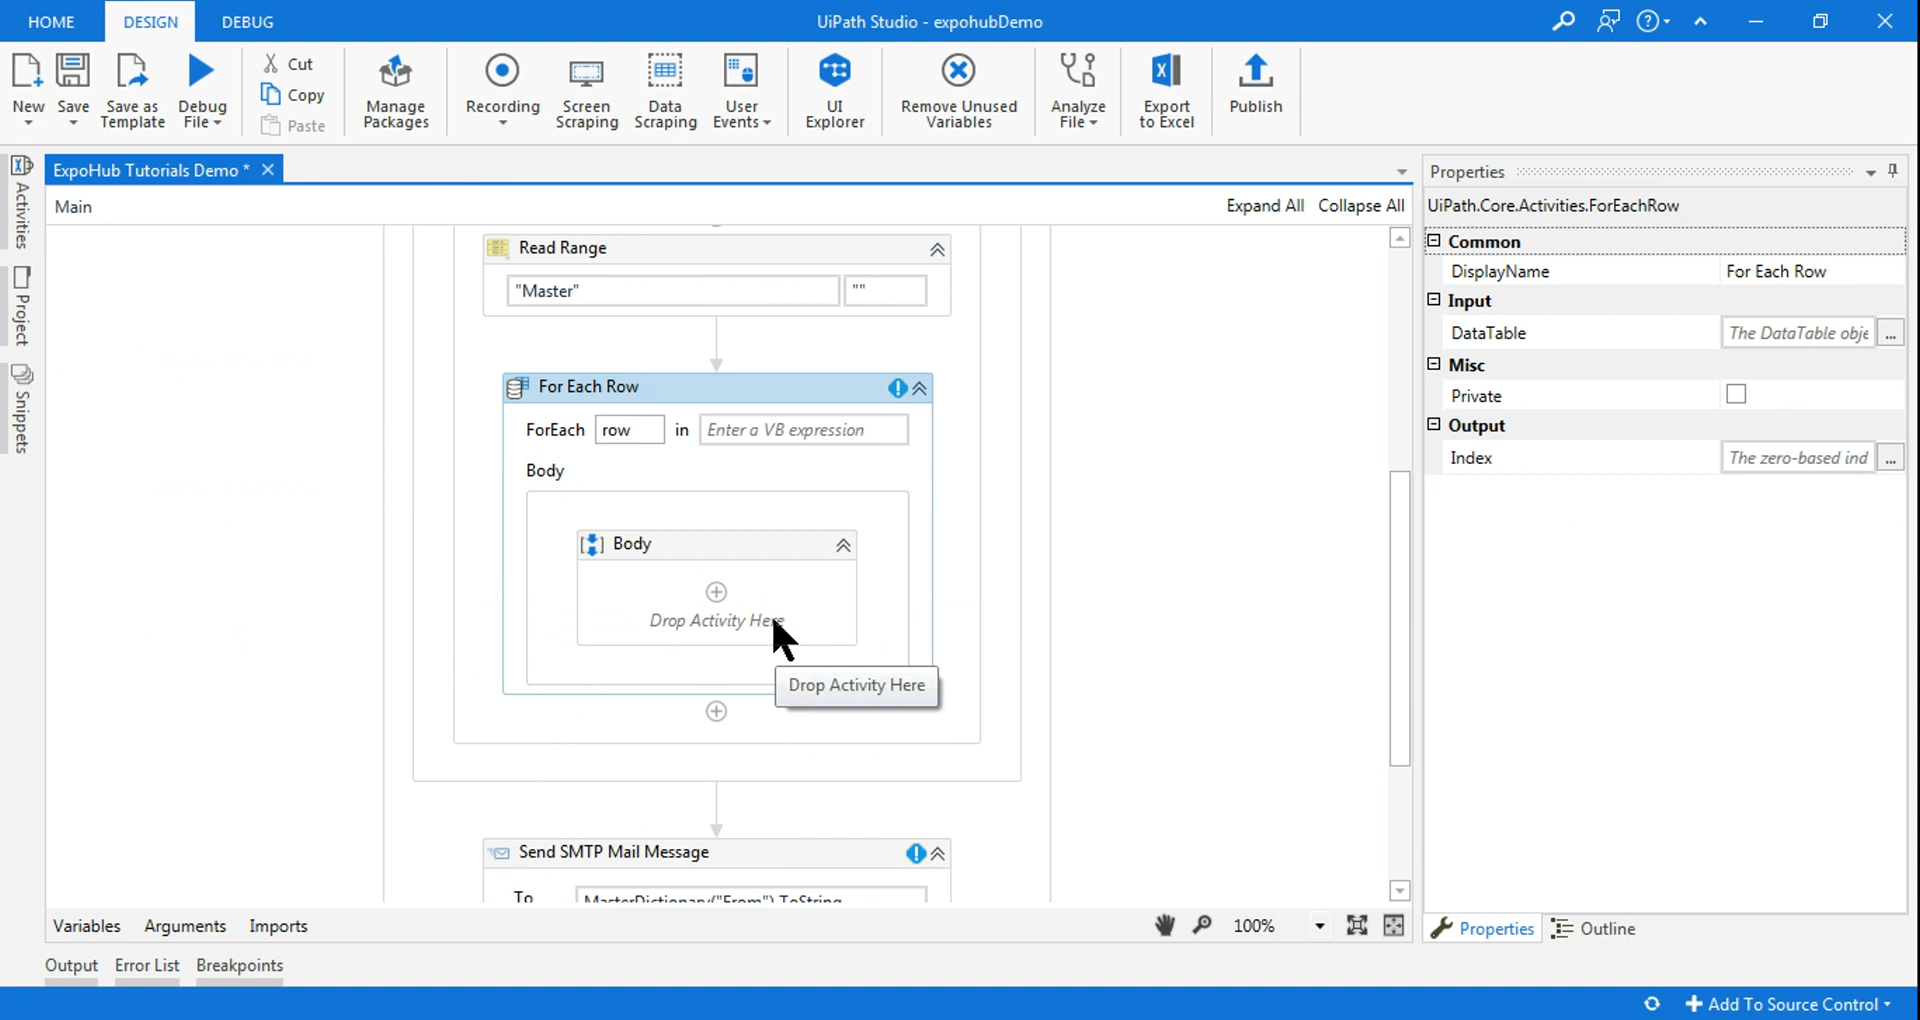 HOME DESIGN DEBUG UiPath Studio - expohubDemo
New Save Save as Template Debug File Cut Copy Paste Manage Packages Recording Screen Scraping Data Scraping User Events UI Explorer Remove Unused Variables Analyze File Export to Excel Publish
Activities
Project
Snippets
ExpoHub Tutorials Demo *
Main Expand All Collapse All
Read Range
"Master" ""
For Each Row
ForEach row in Enter a VB expression
Body
Body
Drop Activity Here
Drop Activity Here
Send SMTP Mail Message
To MasterDictionary("From").ToString
Variables Arguments Imports 100%
Output Error List Breakpoints
Properties
UiPath.Core.Activities.ForEachRow
Common
DisplayName For Each Row
Input
DataTable The DataTable obje ...
Misc
Private
Output
Index The zero-based ind ...
Properties Outline
Add To Source Control